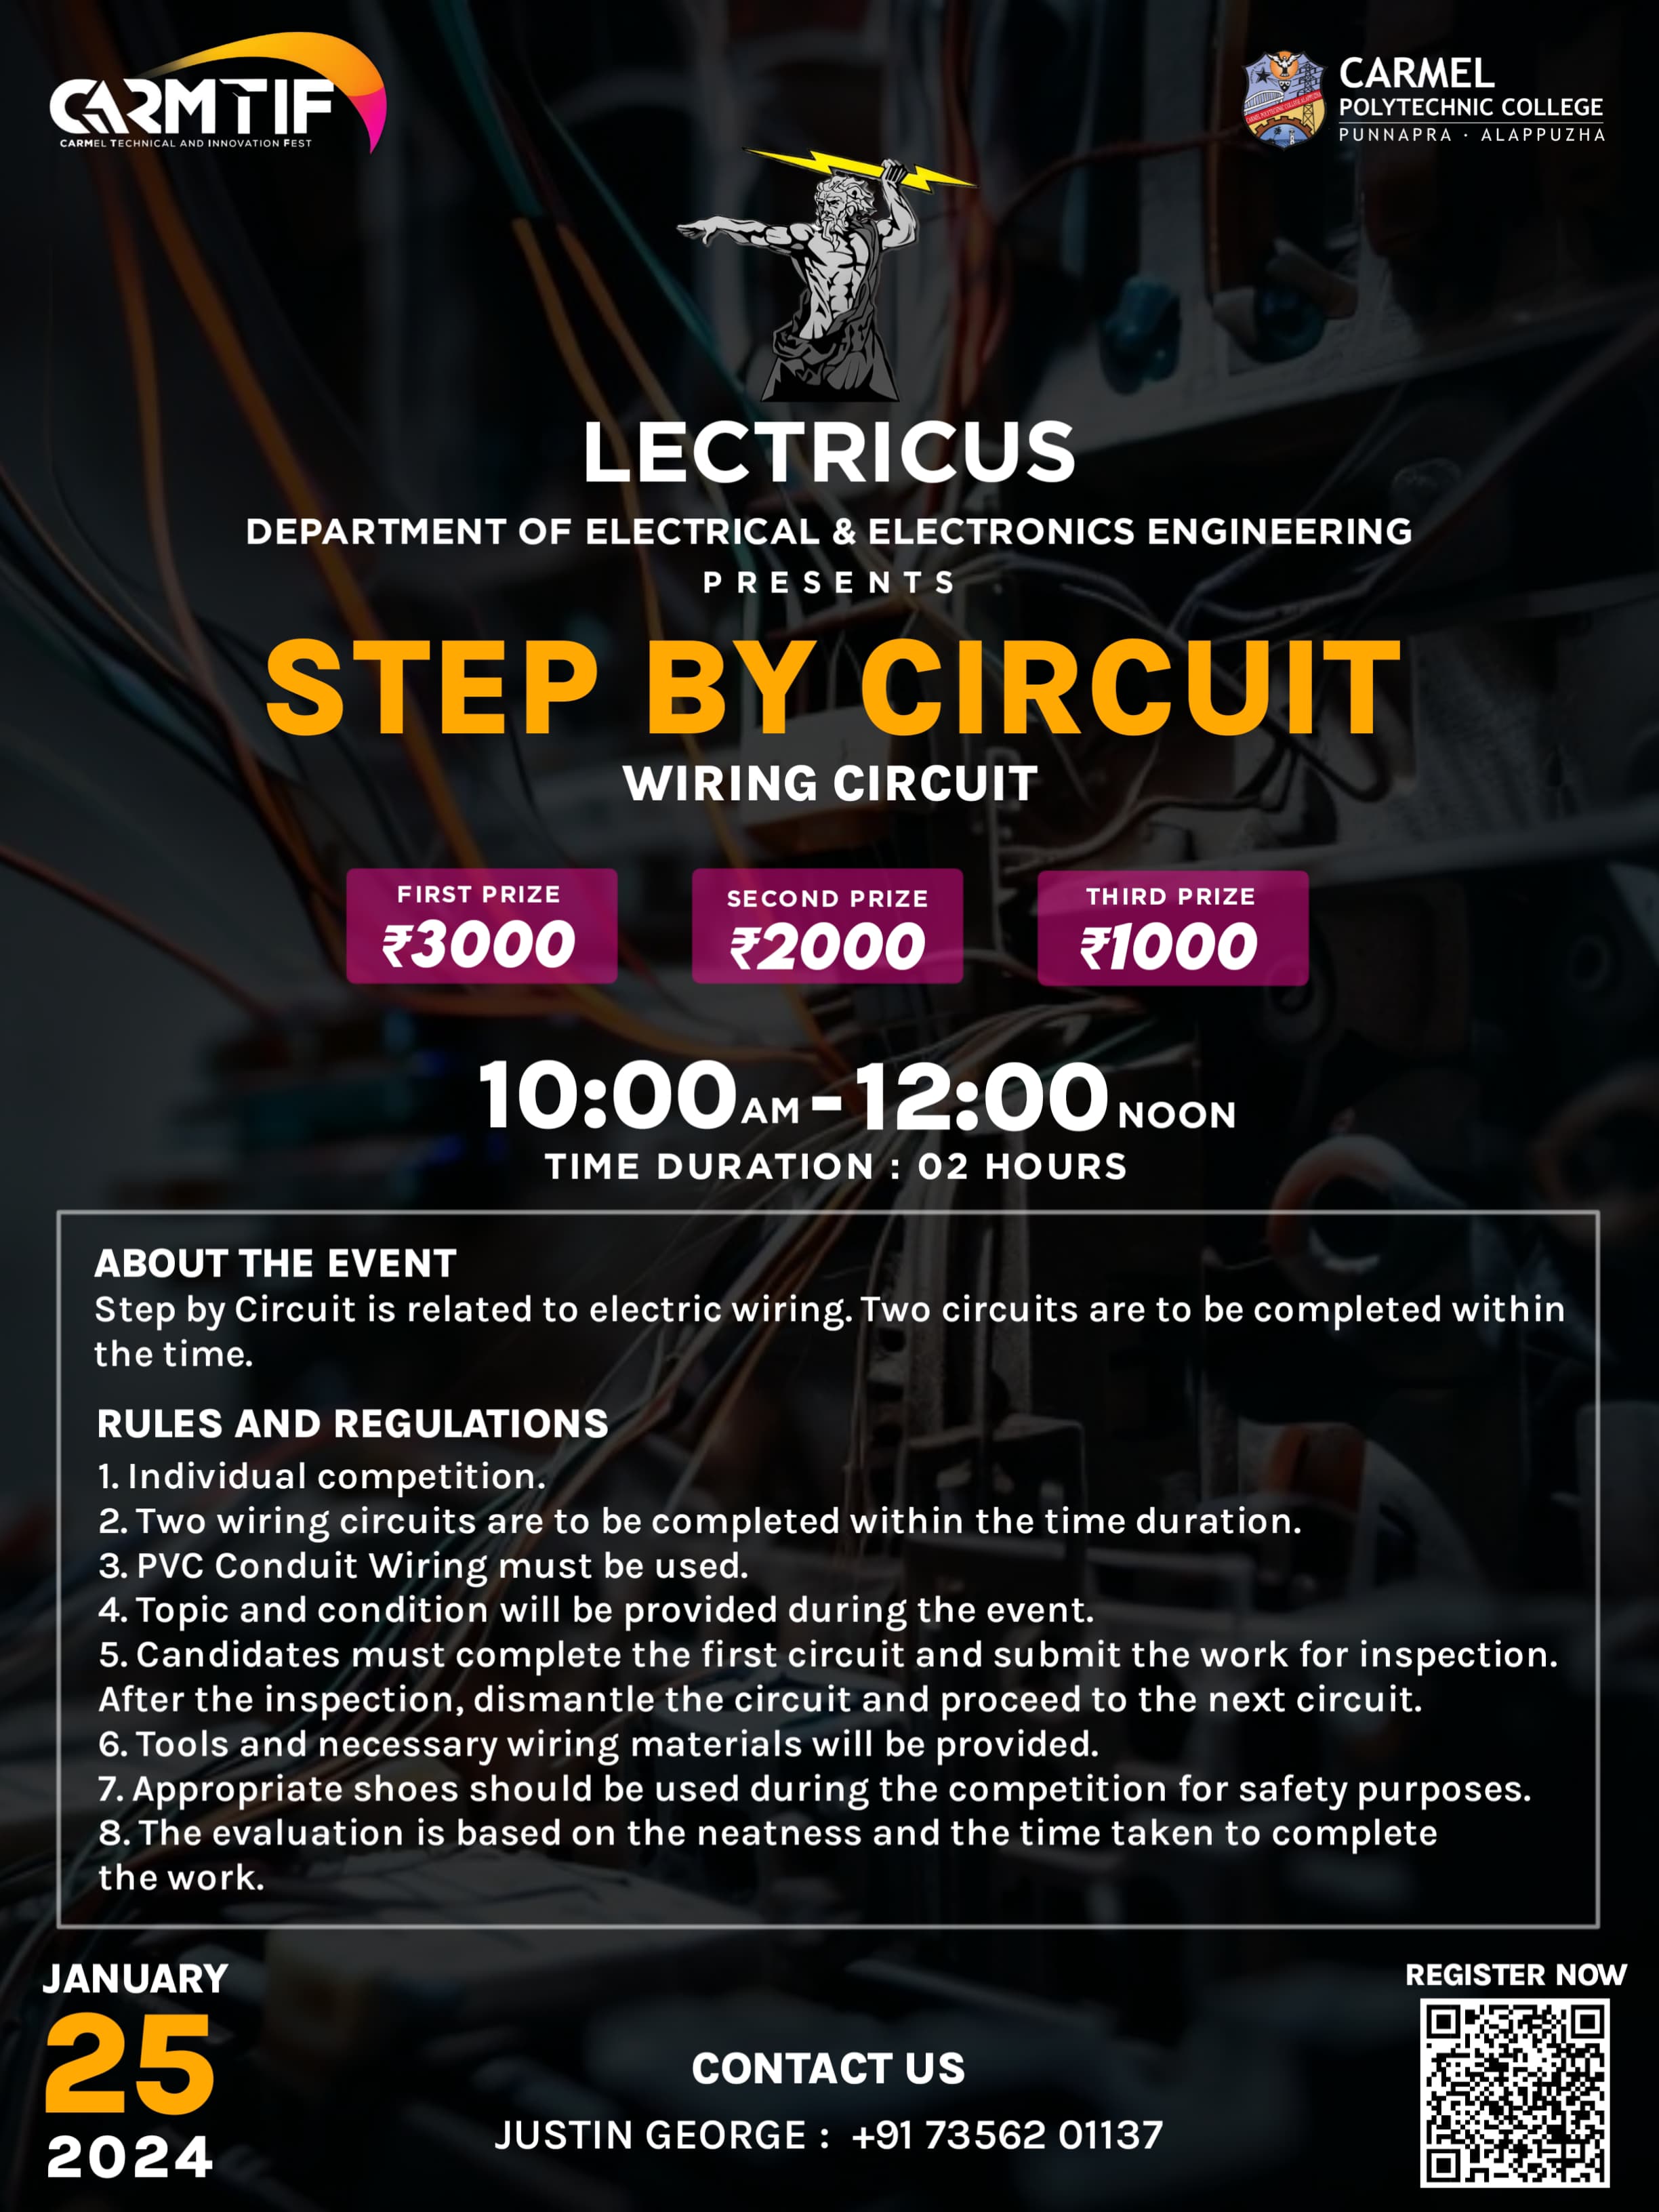 CARMTIF
CARMEL TECHNICAL AND INNOVATION FEST
CARMEL
POLYTECHNIC COLLEGE
PUNNAPRA · ALAPPUZHA
LECTRICUS
DEPARTMENT OF ELECTRICAL & ELECTRONICS ENGINEERING
PRESENTS
STEP BY CIRCUIT
WIRING CIRCUIT
FIRST PRIZE
₹3000
SECOND PRIZE
₹2000
THIRD PRIZE
₹1000
10:00 AM - 12:00 NOON
TIME DURATION : 02 HOURS
ABOUT THE EVENT
Step by Circuit is related to electric wiring. Two circuits are to be completed within
the time.
RULES AND REGULATIONS
1. Individual competition.
2. Two wiring circuits are to be completed within the time duration.
3. PVC Conduit Wiring must be used.
4. Topic and condition will be provided during the event.
5. Candidates must complete the first circuit and submit the work for inspection.
After the inspection, dismantle the circuit and proceed to the next circuit.
6. Tools and necessary wiring materials will be provided.
7. Appropriate shoes should be used during the competition for safety purposes.
8. The evaluation is based on the neatness and the time taken to complete
the work.
JANUARY
25
2024
CONTACT US
JUSTIN GEORGE : +91 73562 01137
REGISTER NOW